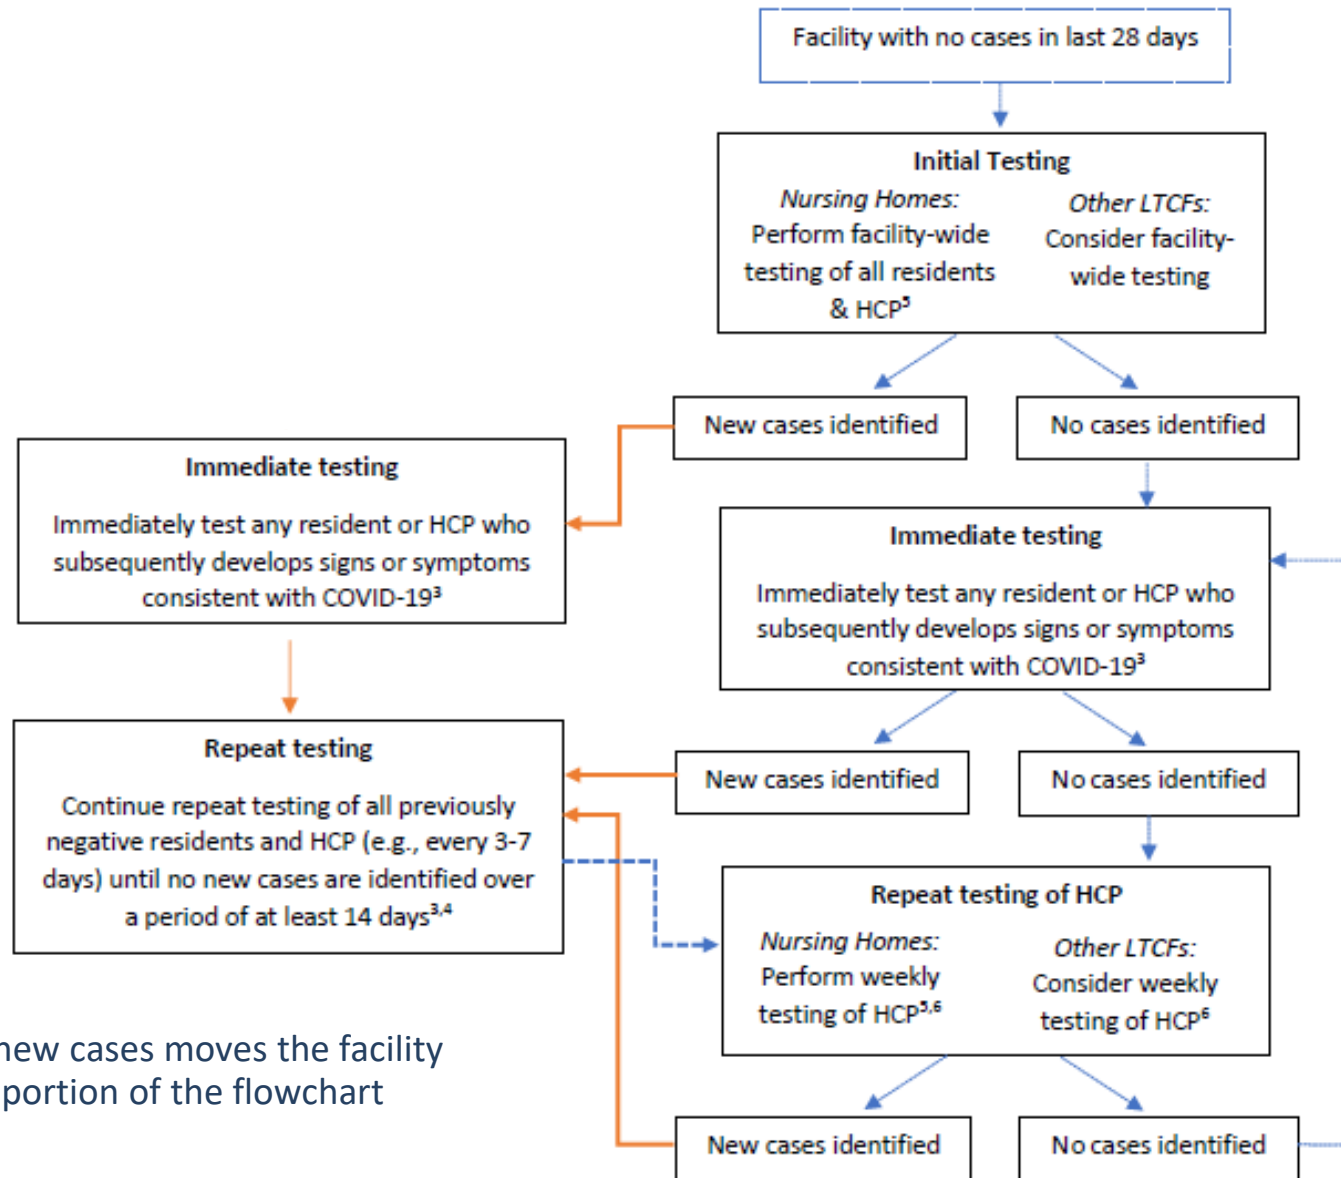 Facility with no cases in last 28 days
Initial Testing
Nursing Homes:
Perform facility-wide
testing of all residents
& HCP⁵
Other LTCFs:
Consider facility-
wide testing
New cases identified
No cases identified
Immediate testing
Immediately test any resident or HCP who
subsequently develops signs or symptoms
consistent with COVID-19³
Immediate testing
Immediately test any resident or HCP who
subsequently develops signs or symptoms
consistent with COVID-19³
New cases identified
No cases identified
Repeat testing
Continue repeat testing of all previously
negative residents and HCP (e.g., every 3-7
days) until no new cases are identified over
a period of at least 14 days³,⁴
Repeat testing of HCP
Nursing Homes:
Perform weekly
testing of HCP⁵,⁶
Other LTCFs:
Consider weekly
testing of HCP⁶
new cases moves the facility
portion of the flowchart
New cases identified
No cases identified